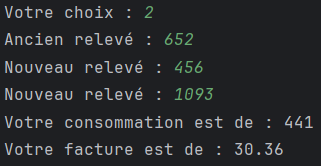 Votre choix : 2
Ancien relevé : 652
Nouveau relevé : 456
Nouveau relevé : 1093
Votre consommation est de : 441
Votre facture est de : 30.36